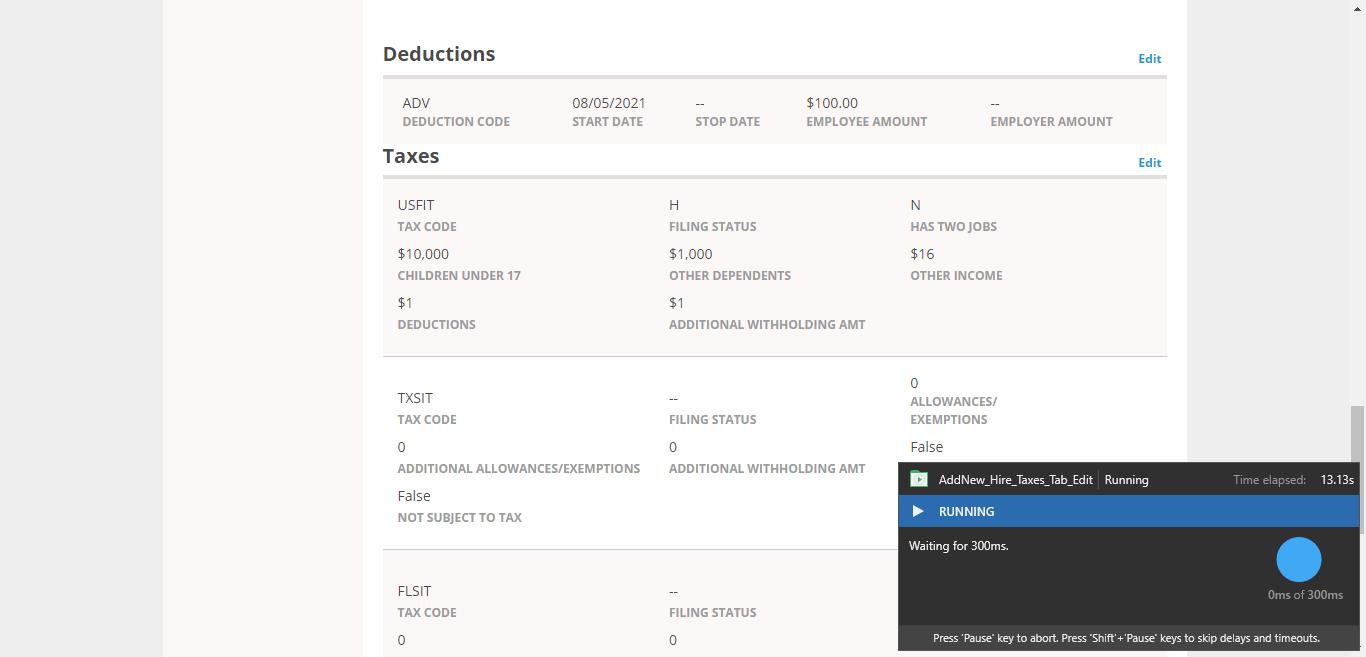 Deductions
Edit
ADV 08/05/2021 -- $100.00 --
DEDUCTION CODE START DATE STOP DATE EMPLOYEE AMOUNT EMPLOYER AMOUNT
Taxes
Edit
USFIT H N
TAX CODE FILING STATUS HAS TWO JOBS
$10,000 $1,000 $16
CHILDREN UNDER 17 OTHER DEPENDENTS OTHER INCOME
$1 $1
DEDUCTIONS ADDITIONAL WITHHOLDING AMT
TXSIT -- 0
TAX CODE FILING STATUS ALLOWANCES/
EXEMPTIONS
0 0 False
ADDITIONAL ALLOWANCES/EXEMPTIONS ADDITIONAL WITHHOLDING AMT
False
NOT SUBJECT TO TAX
FLSIT --
TAX CODE FILING STATUS
0 0
AddNew_Hire_Taxes_Tab_Edit Running Time elapsed: 13.13s
RUNNING
Waiting for 300ms.
0ms of 300ms
Press 'Pause' key to abort. Press 'Shift'+'Pause' keys to skip delays and timeouts.